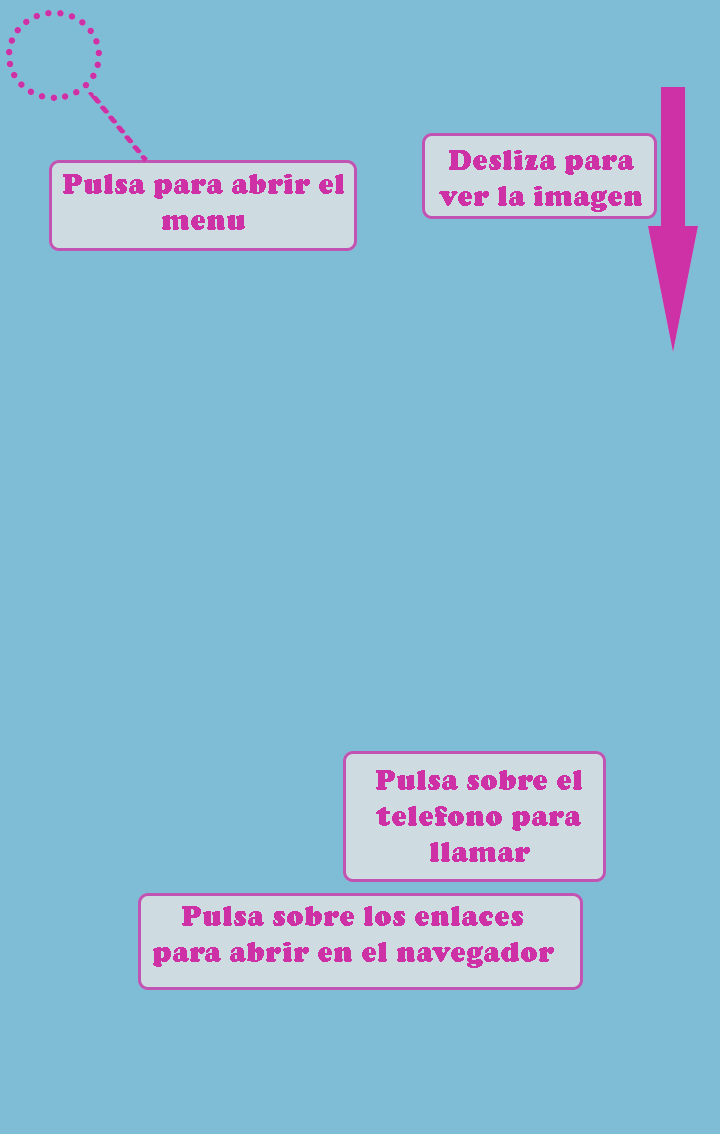 Pulsa para abrir el
menu
Desliza para
ver la imagen
Pulsa sobre el
telefono para
llamar
Pulsa sobre los enlaces
para abrir en el navegador